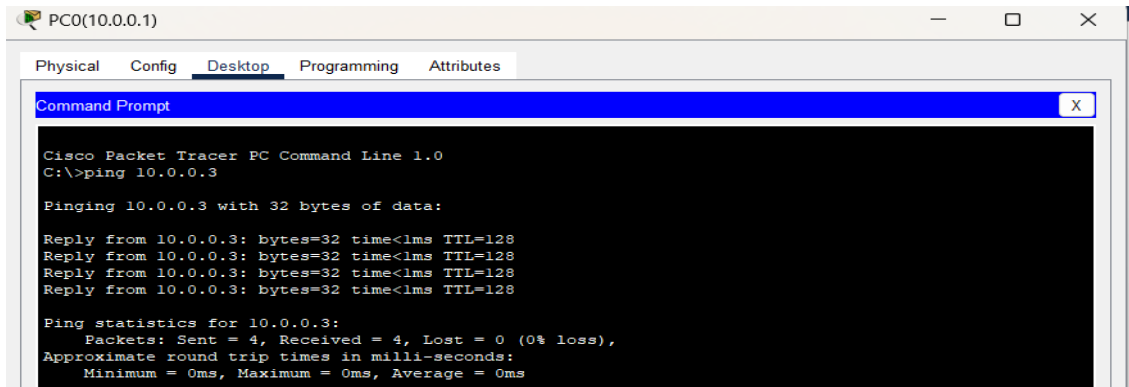 PC0(10.0.0.1)
Physical Config Desktop Programming Attributes
Command Prompt X
Cisco Packet Tracer PC Command Line 1.0
C:\>ping 10.0.0.3
Pinging 10.0.0.3 with 32 bytes of data:
Reply from 10.0.0.3: bytes=32 time<1ms TTL=128
Reply from 10.0.0.3: bytes=32 time<1ms TTL=128
Reply from 10.0.0.3: bytes=32 time<1ms TTL=128
Reply from 10.0.0.3: bytes=32 time<1ms TTL=128
Ping statistics for 10.0.0.3:
Packets: Sent = 4, Received = 4, Lost = 0 (0% loss),
Approximate round trip times in milli-seconds:
Minimum = 0ms, Maximum = 0ms, Average = 0ms